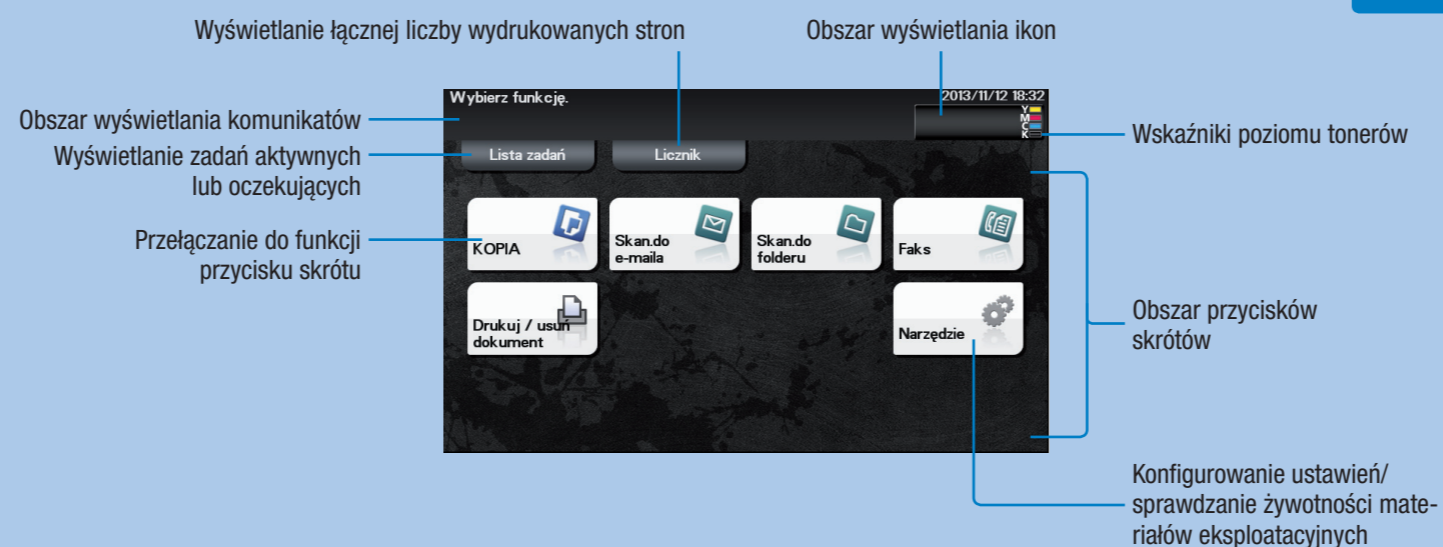 Wyświetlanie łącznej liczby wydrukowanych stron
Obszar wyświetlania ikon
Obszar wyświetlania komunikatów
Wyświetlanie zadań aktywnych
lub oczekujących
Przełączanie do funkcji
przycisku skrótu
Wybierz funkcję.
2013/11/12 18:32
Y
M
C
K
Lista zadań
Licznik
KOPIA
Skan.do
e-maila
Skan.do
folderu
Faks
Drukuj / usuń
dokument
Narzędzie
Wskaźniki poziomu tonerów
Obszar przycisków
skrótów
Konfigurowanie ustawień/
sprawdzanie żywotności mate-
riałów eksploatacyjnych